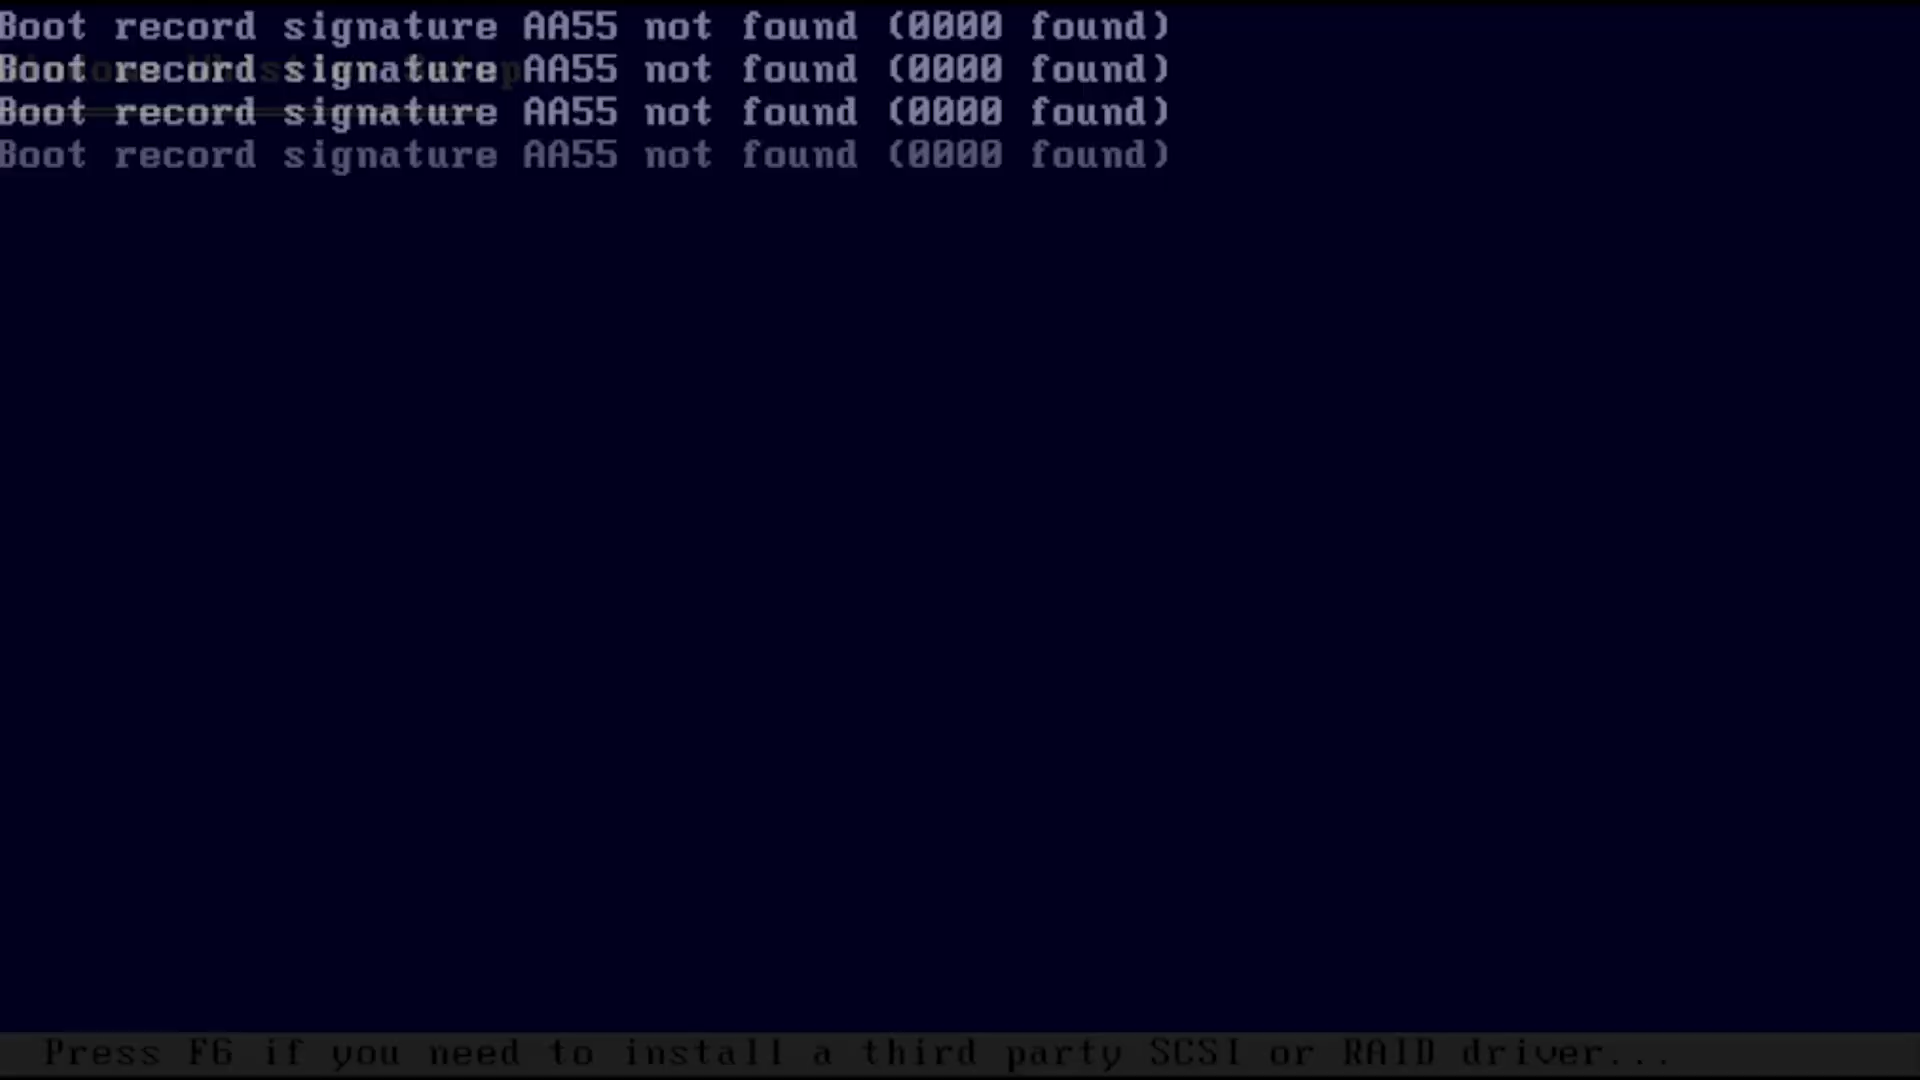 Boot record signature AA55 not found (0000 found)
Boot record signature AA55 not found (0000 found)
Boot record signature AA55 not found (0000 found)
Boot record signature AA55 not found (0000 found)
Press F6 if you need to install a third party SCSI or RAID driver...